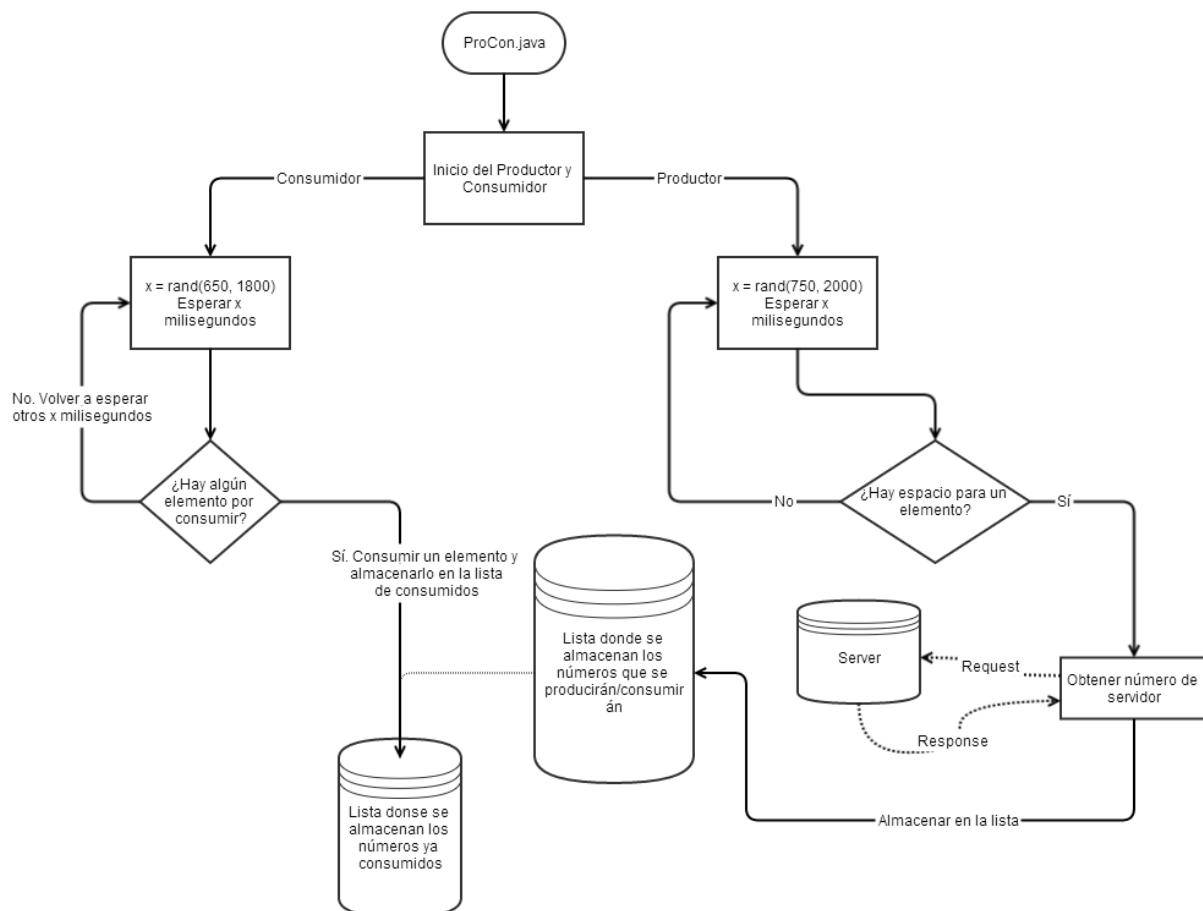 ProCon.java
Inicio del Productor y
Consumidor
Consumidor
Productor
x = rand(650, 1800)
Esperar x
milisegundos
x = rand(750, 2000)
Esperar x
milisegundos
No. Volver a esperar
otros x milisegundos
¿Hay algún
elemento por
consumir?
¿Hay espacio para un
elemento?
No
Sí
Sí. Consumir un elemento y
almacenarlo en la lista
de consumidos
Lista donde se
almacenan los
números que se
producirán/consumir
án
Server
Request
Obtener número de
servidor
Response
Lista donse se
almacenan los
números ya
consumidos
Almacenar en la lista